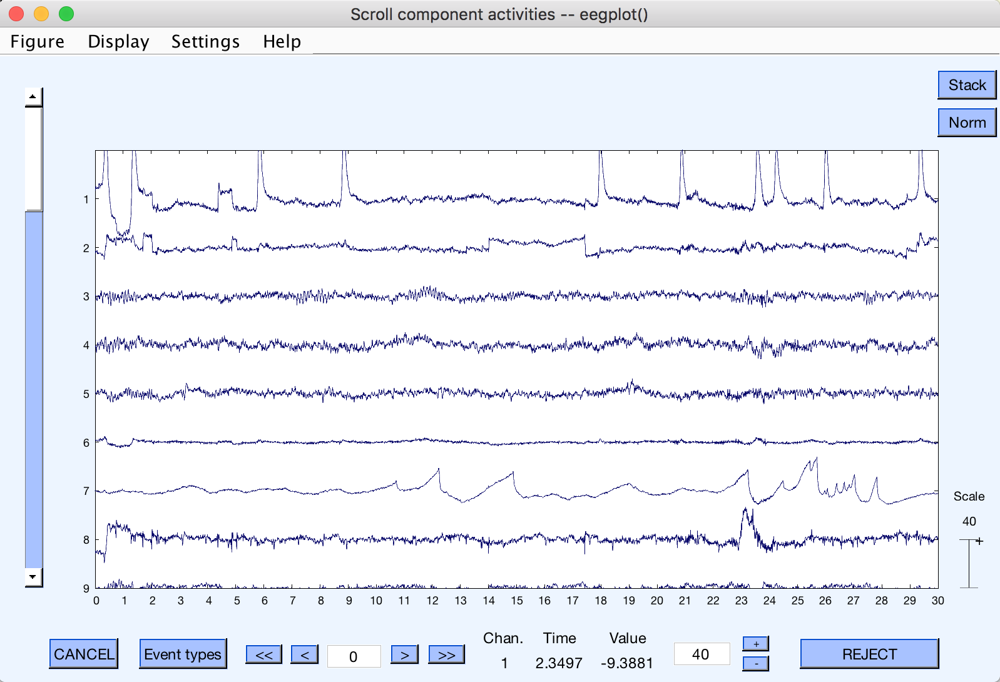 Scroll component activities -- eegplot()
Figure Display Settings Help
Stack
Norm
1
2
3
4
5
6
7
8
9
0 1 2 3 4 5 6 7 8 9 10 11 12 13 14 15 16 17 18 19 20 21 22 23 24 25 26 27 28 29 30
Scale
40
+
Chan. Time Value
CANCEL Event types << < 0 > >> 1 2.3497 -9.3881 40 + - REJECT